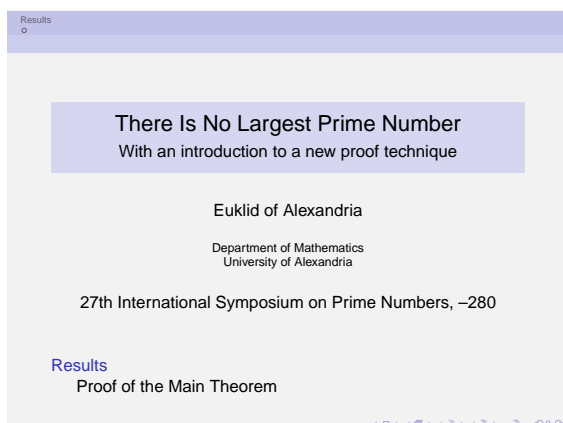 Results
There Is No Largest Prime Number
With an introduction to a new proof technique
Euklid of Alexandria
Department of Mathematics
University of Alexandria
27th International Symposium on Prime Numbers, –280
Results
Proof of the Main Theorem